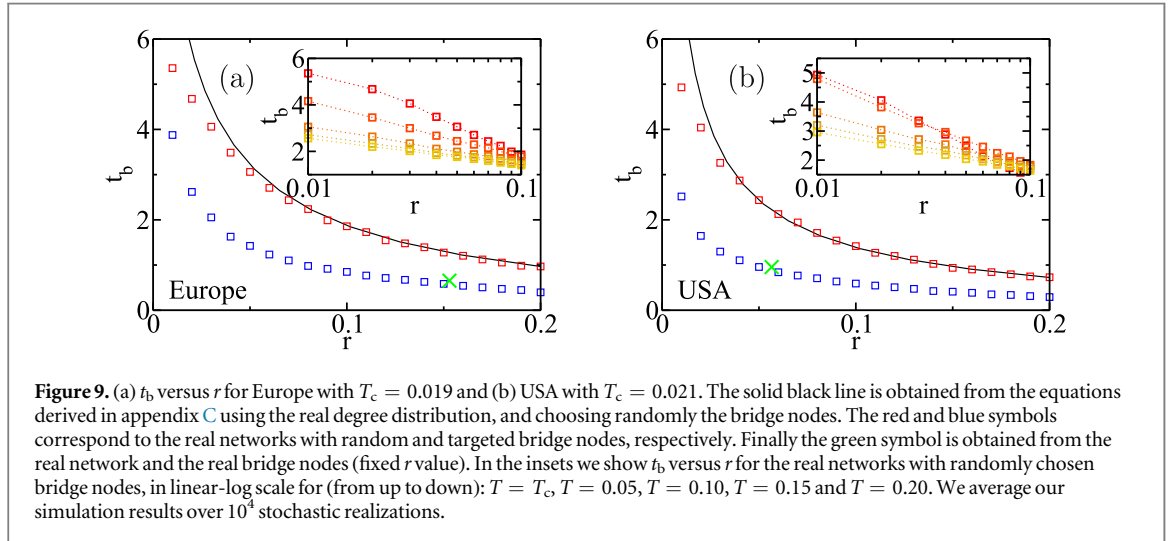 6
4
2
0
t_b
(a)
Europe
0
0.1
0.2
r
6
4
2
t_b
0.01
0.1
r
6
4
2
0
t_b
(b)
USA
0
0.1
0.2
r
5
4
3
2
t_b
0.01
0.1
r
Figure 9. (a) t_b versus r for Europe with T_c = 0.019 and (b) USA with T_c = 0.021. The solid black line is obtained from the equations
derived in appendix C using the real degree distribution, and choosing randomly the bridge nodes. The red and blue symbols
correspond to the real networks with random and targeted bridge nodes, respectively. Finally the green symbol is obtained from the
real network and the real bridge nodes (fixed r value). In the insets we show t_b versus r for the real networks with randomly chosen
bridge nodes, in linear-log scale for (from up to down): T = T_c, T = 0.05, T = 0.10, T = 0.15 and T = 0.20. We average our
simulation results over 10^4 stochastic realizations.